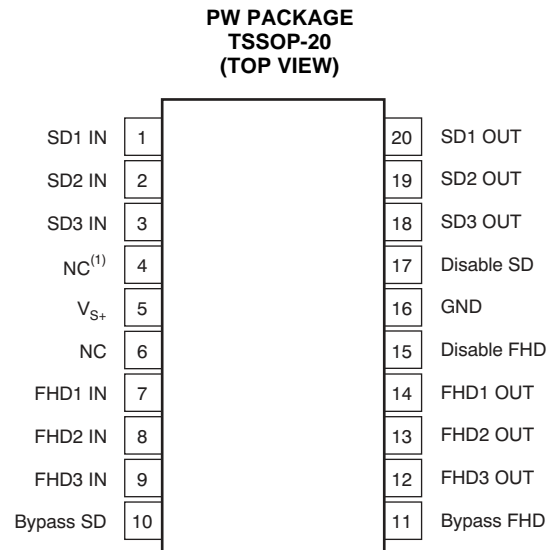 PW PACKAGE
TSSOP-20
(TOP VIEW)
SD1 IN 1 20 SD1 OUT
SD2 IN 2 19 SD2 OUT
SD3 IN 3 18 SD3 OUT
NC(1) 4 17 Disable SD
VS+ 5 16 GND
NC 6 15 Disable FHD
FHD1 IN 7 14 FHD1 OUT
FHD2 IN 8 13 FHD2 OUT
FHD3 IN 9 12 FHD3 OUT
Bypass SD 10 11 Bypass FHD